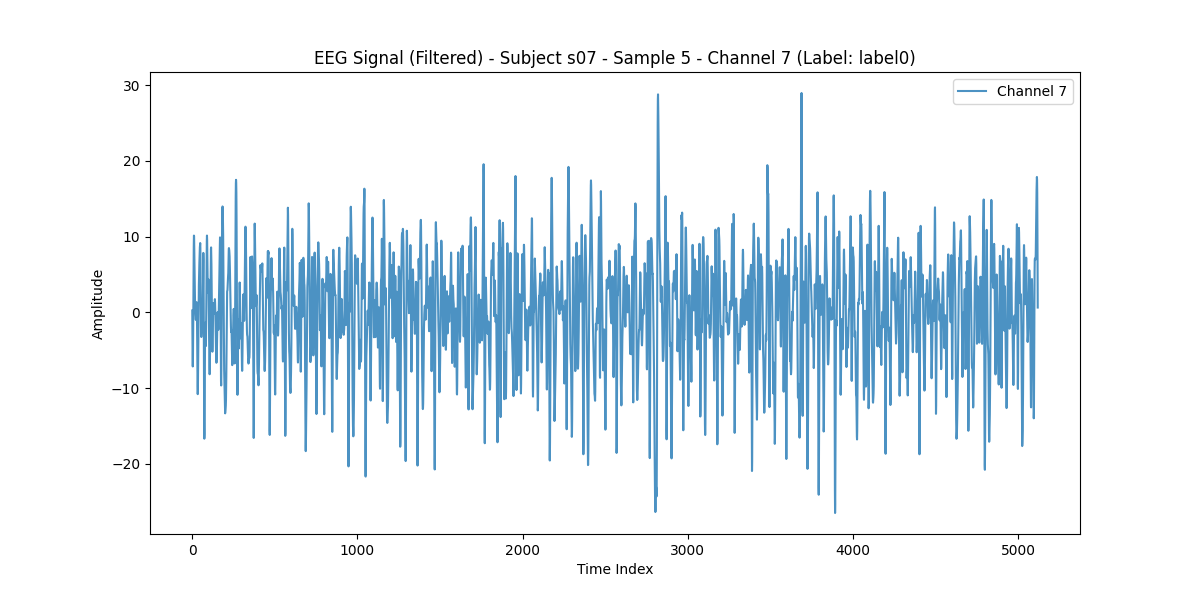 EEG Signal (Filtered) - Subject s07 - Sample 5 - Channel 7 (Label: label0)
Channel 7
30
20
10
0
−10
−20
Amplitude
0 1000 2000 3000 4000 5000
Time Index